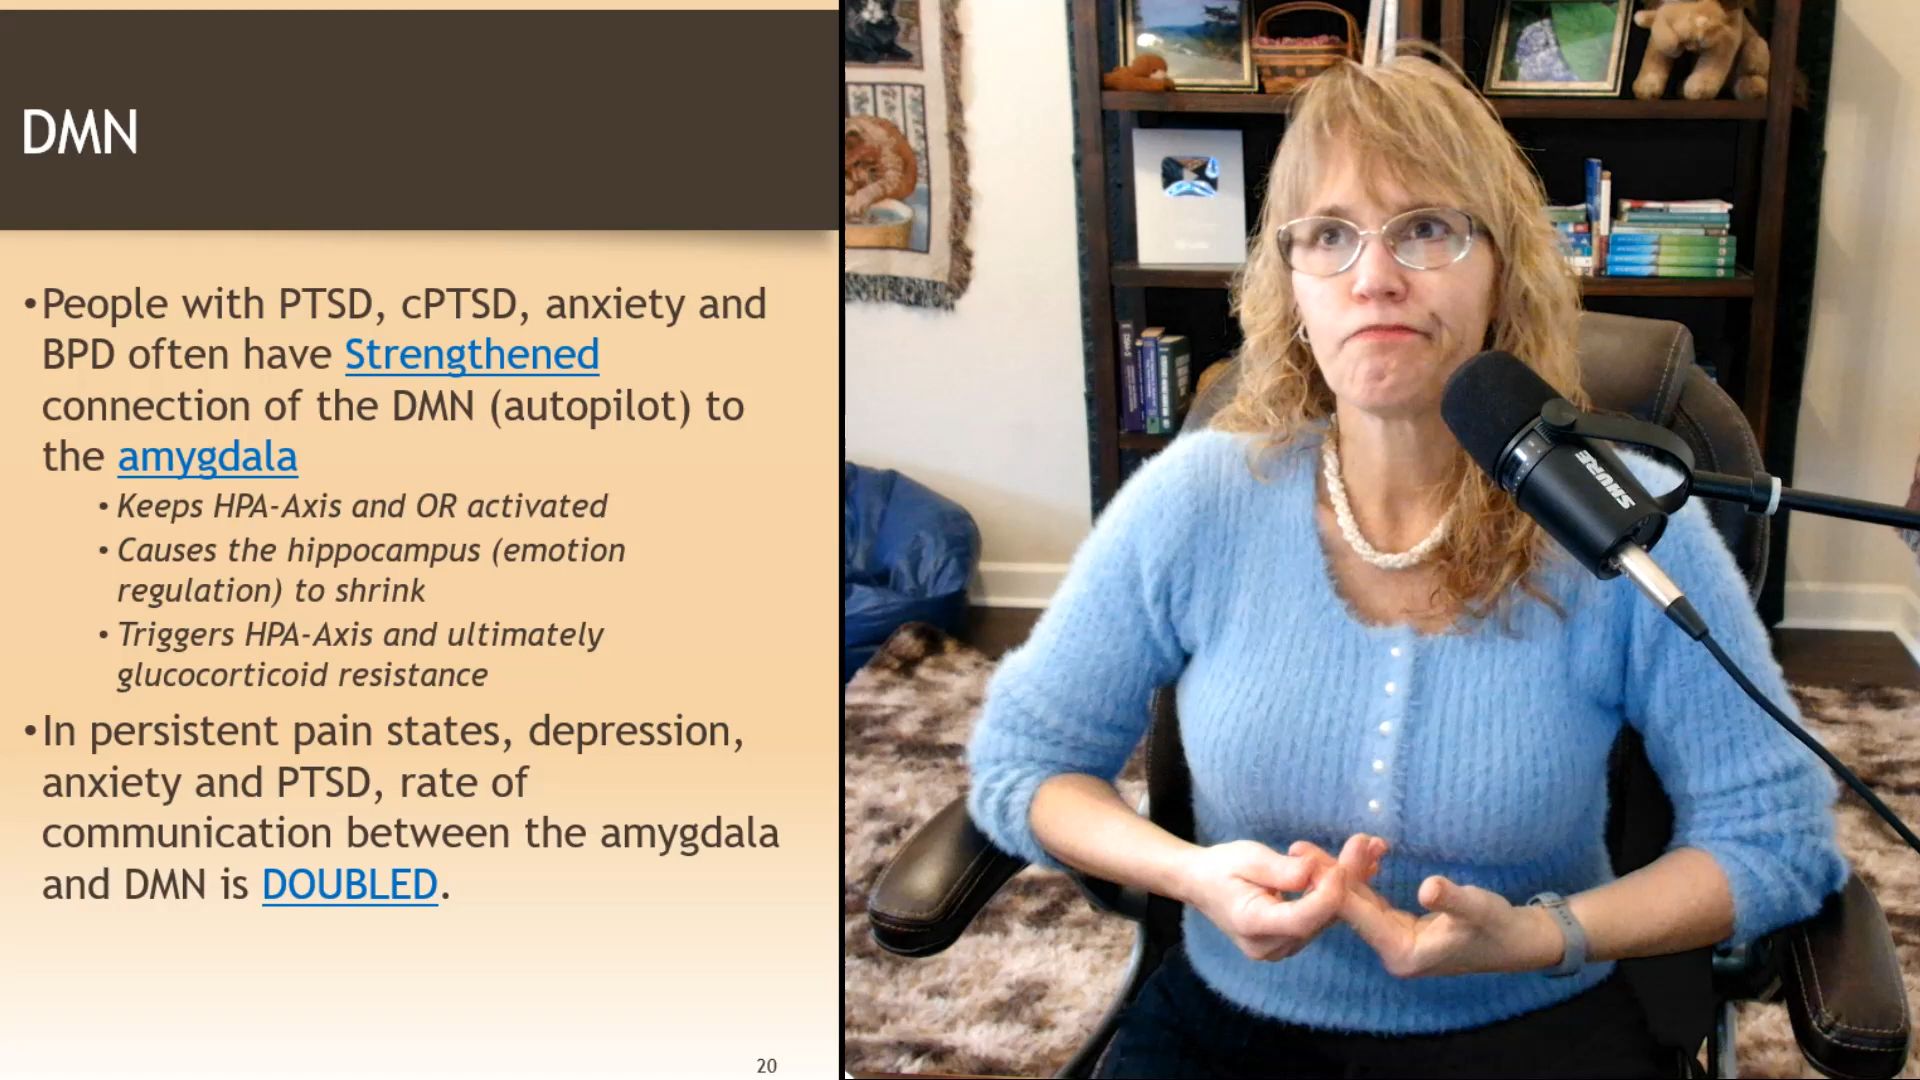 DMN
•People with PTSD, cPTSD, anxiety and
BPD often have Strengthened
connection of the DMN (autopilot) to
the amygdala
• Keeps HPA-Axis and OR activated
• Causes the hippocampus (emotion
regulation) to shrink
• Triggers HPA-Axis and ultimately
glucocorticoid resistance
•In persistent pain states, depression,
anxiety and PTSD, rate of
communication between the amygdala
and DMN is DOUBLED.
20
SHURE